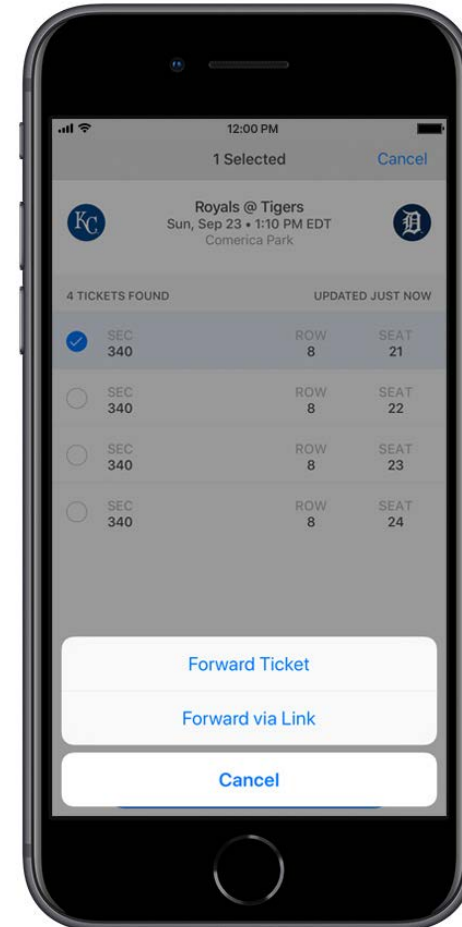 12:00 PM
1 Selected Cancel
KC Royals @ Tigers D
Sun, Sep 23 • 1:10 PM EDT
Comerica Park
4 TICKETS FOUND UPDATED JUST NOW
SEC ROW SEAT
340 8 21
SEC ROW SEAT
340 8 22
SEC ROW SEAT
340 8 23
SEC ROW SEAT
340 8 24
Forward Ticket
Forward via Link
Cancel